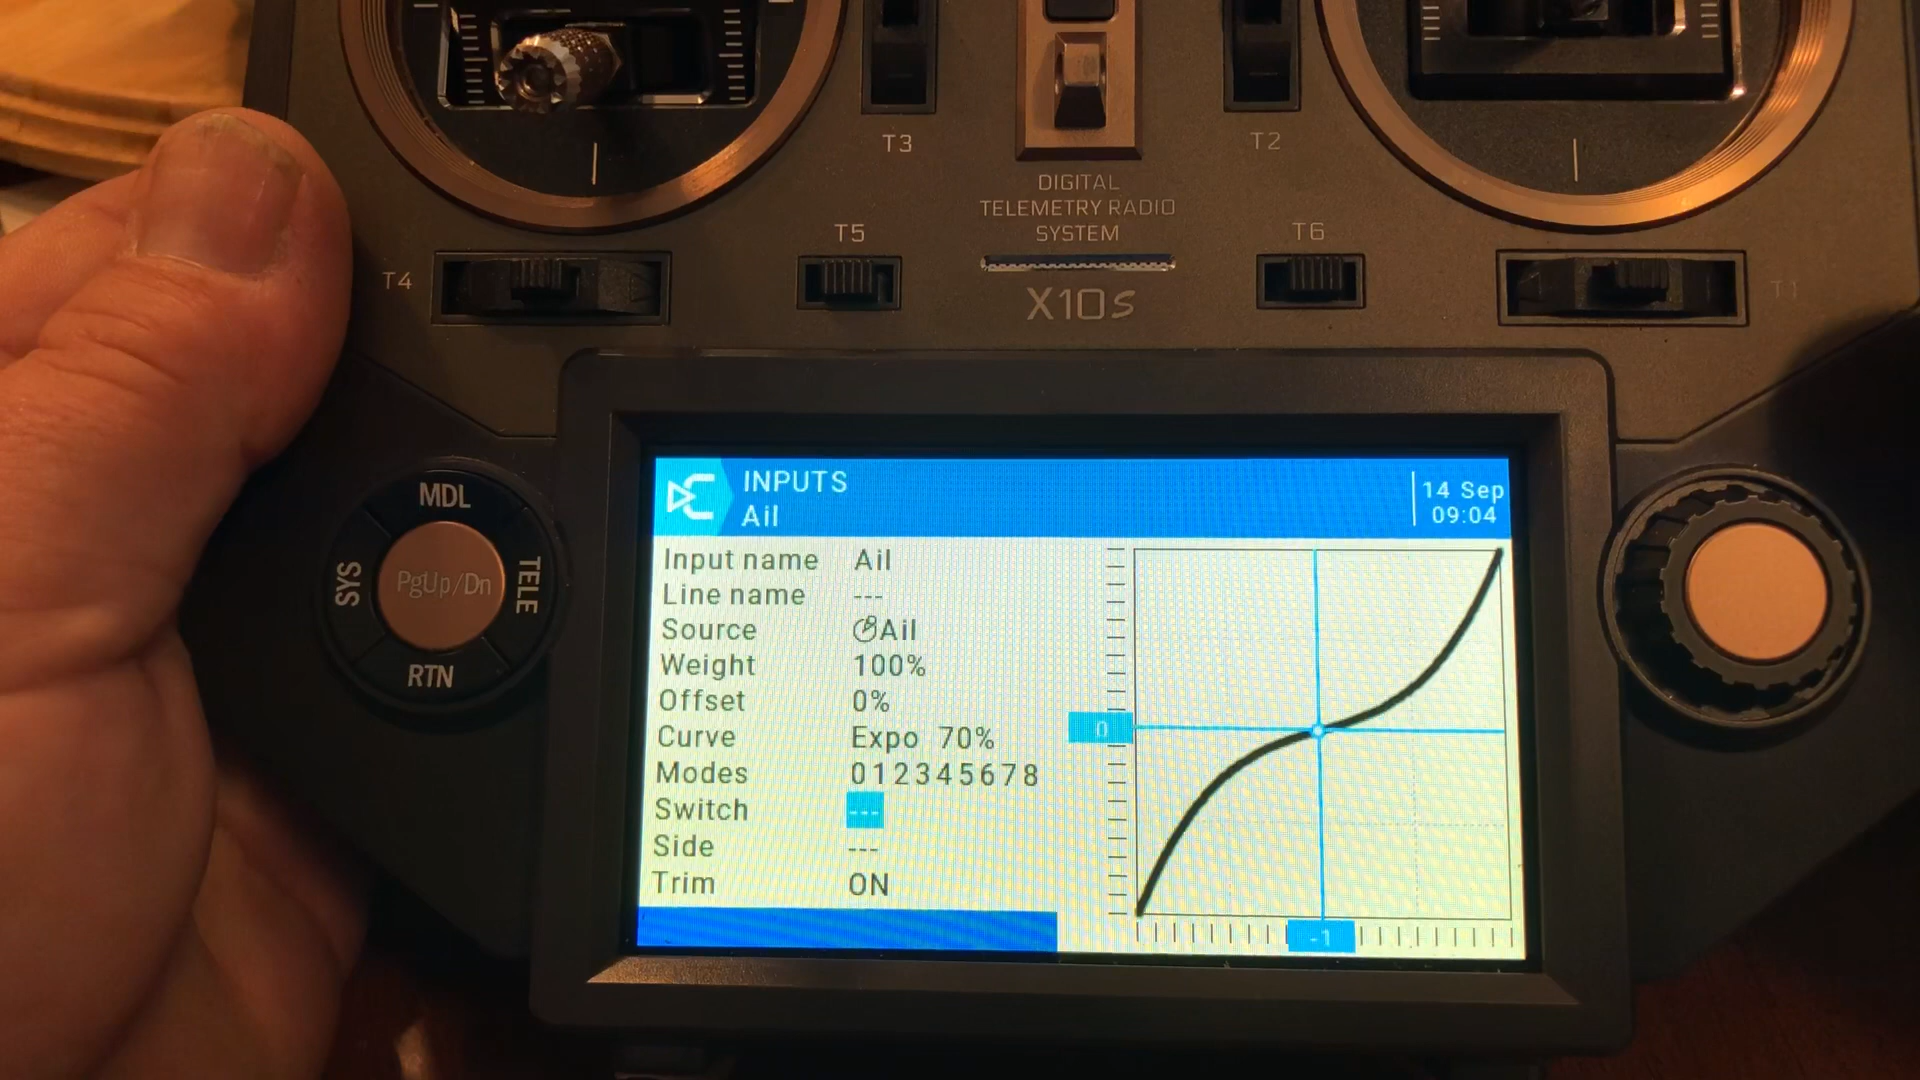 T3
T2
DIGITAL
TELEMETRY RADIO
SYSTEM
T5
T6
T4
X10S
T1
MDL
SYS
PgUp/Dn
TELE
RTN
INPUTS
Ail
14 Sep
09:04
Input name Ail
Line name ---
Source Ail
Weight 100%
Offset 0%
Curve Expo 70%
Modes 012345678
Switch ---
Side ---
Trim ON
0
-1